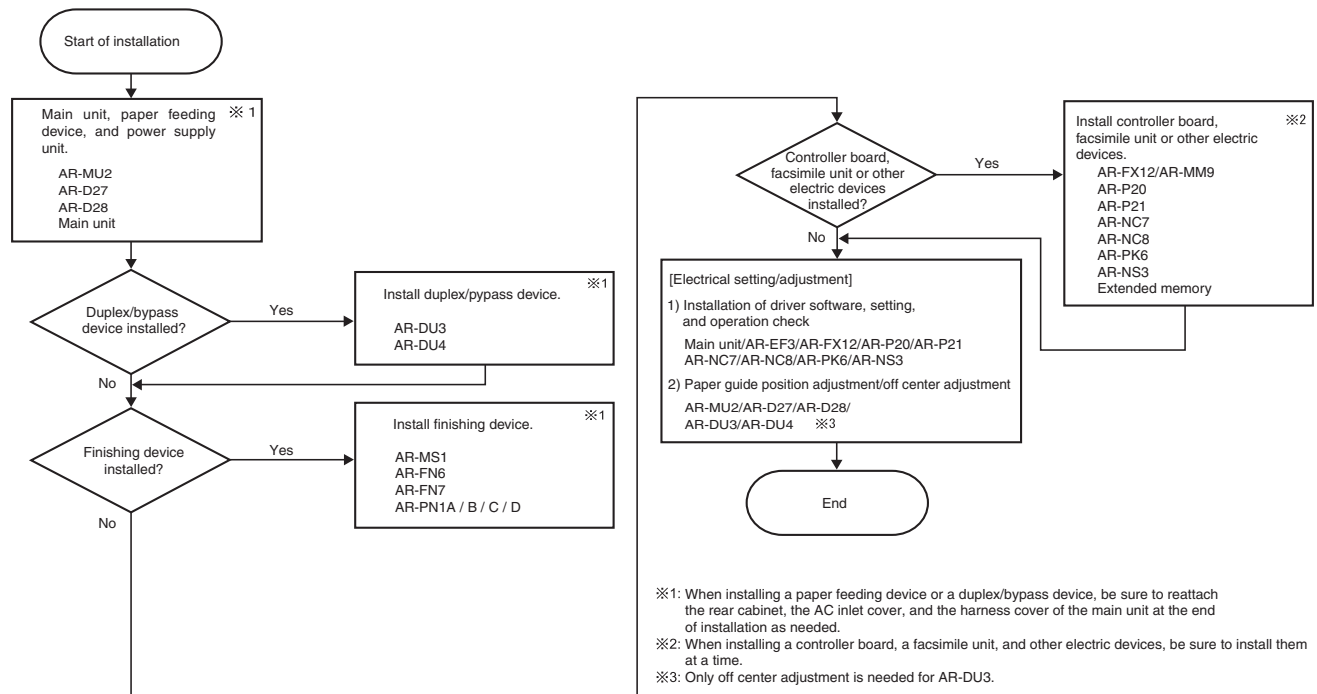 Start of installation
Main unit, paper feeding ※ 1
device, and power supply
unit.
AR-MU2
AR-D27
AR-D28
Main unit
Duplex/bypass
device installed?
Yes
No
Install duplex/pypass device.
※1
AR-DU3
AR-DU4
Finishing device
installed?
Yes
No
Install finishing device.
※1
AR-MS1
AR-FN6
AR-FN7
AR-PN1A / B / C / D
Controller board,
facsimile unit or other
electric devices
installed?
Yes
No
Install controller board, ※2
facsimile unit or other electric
devices.
AR-FX12/AR-MM9
AR-P20
AR-P21
AR-NC7
AR-NC8
AR-PK6
AR-NS3
Extended memory
[Electrical setting/adjustment]
1) Installation of driver software, setting,
and operation check
Main unit/AR-EF3/AR-FX12/AR-P20/AR-P21
AR-NC7/AR-NC8/AR-PK6/AR-NS3
2) Paper guide position adjustment/off center adjustment
AR-MU2/AR-D27/AR-D28/
AR-DU3/AR-DU4 ※3
End
※1: When installing a paper feeding device or a duplex/bypass device, be sure to reattach
the rear cabinet, the AC inlet cover, and the harness cover of the main unit at the end
of installation as needed.
※2: When installing a controller board, a facsimile unit, and other electric devices, be sure to install them
at a time.
※3: Only off center adjustment is needed for AR-DU3.